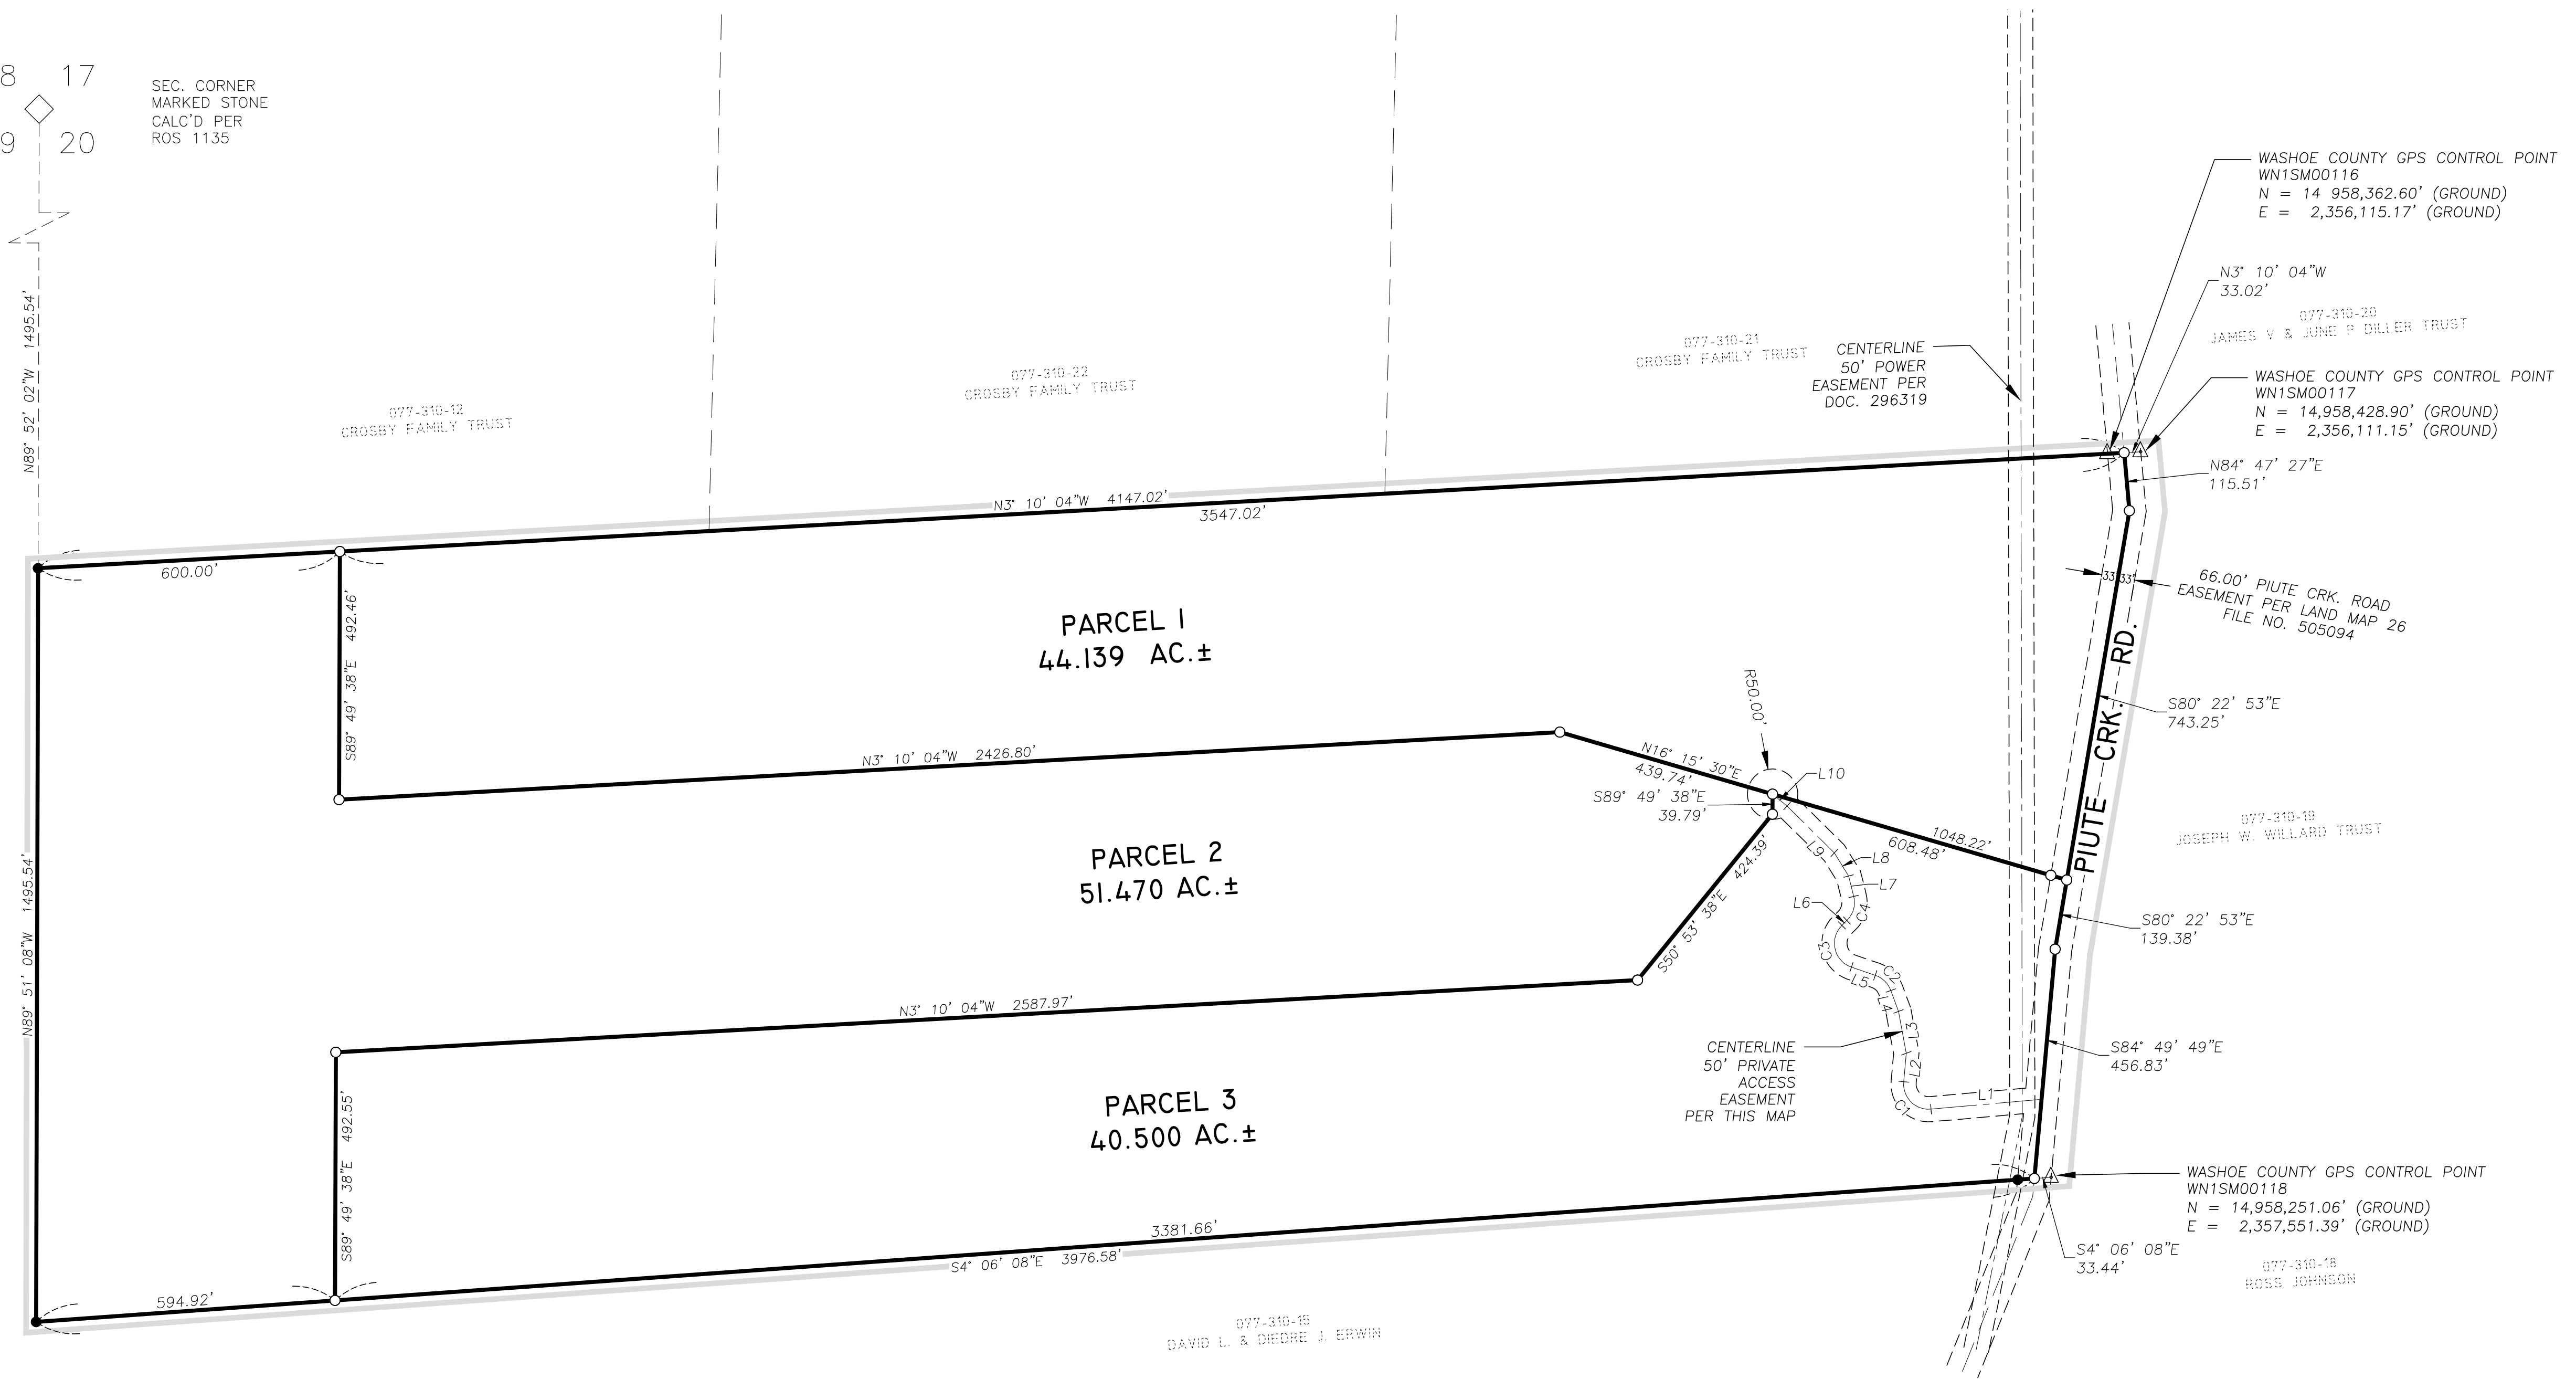 8 17
9 20
SEC. CORNER
MARKED STONE
CALC'D PER
ROS 1135
N89° 52' 02"W 1495.54'
077-310-12
CROSBY FAMILY TRUST
077-310-22
CROSBY FAMILY TRUST
077-310-21
CROSBY FAMILY TRUST
CENTERLINE
50' POWER
EASEMENT PER
DOC. 296319
WASHOE COUNTY GPS CONTROL POINT
WN1SM00116
N = 14 958,362.60' (GROUND)
E = 2,356,115.17' (GROUND)
N3° 10' 04"W
33.02'
077-310-20
JAMES V & JUNE P DILLER TRUST
WASHOE COUNTY GPS CONTROL POINT
WN1SM00117
N = 14,958,428.90' (GROUND)
E = 2,356,111.15' (GROUND)
N84° 47' 27"E
115.51'
33' 33'
66.00' PIUTE CRK. ROAD
EASEMENT PER LAND MAP 26
FILE NO. 505094
N3° 10' 04"W 4147.02'
3547.02'
600.00'
S89° 49' 38"E 492.46'
PARCEL 1
44.139 AC.±
S80° 22' 53"E
743.25'
PIUTE CRK. RD.
R50.00'
N3° 10' 04"W 2426.80'
N16° 15' 30"E
439.74'
L10
S89° 49' 38"E
39.79'
1048.22'
608.48'
077-310-19
JOSEPH W. WILLARD TRUST
N89° 51' 08"W 1495.54'
PARCEL 2
51.470 AC.±
S50° 53' 38"E 424.39'
L9
L8
L7
L6
C4
C3
L5
C2
L4
L3
L2
C1
L1
S80° 22' 53"E
139.38'
N3° 10' 04"W 2587.97'
CENTERLINE
50' PRIVATE
ACCESS
EASEMENT
PER THIS MAP
S84° 49' 49"E
456.83'
S89° 49' 38"E 492.55'
PARCEL 3
40.500 AC.±
WASHOE COUNTY GPS CONTROL POINT
WN1SM00118
N = 14,958,251.06' (GROUND)
E = 2,357,551.39' (GROUND)
S4° 06' 08"E
33.44'
3381.66'
S4° 06' 08"E 3976.58'
594.92'
077-310-18
ROSS JOHNSON
077-310-15
DAVID L. & DIEDRE J. ERWIN